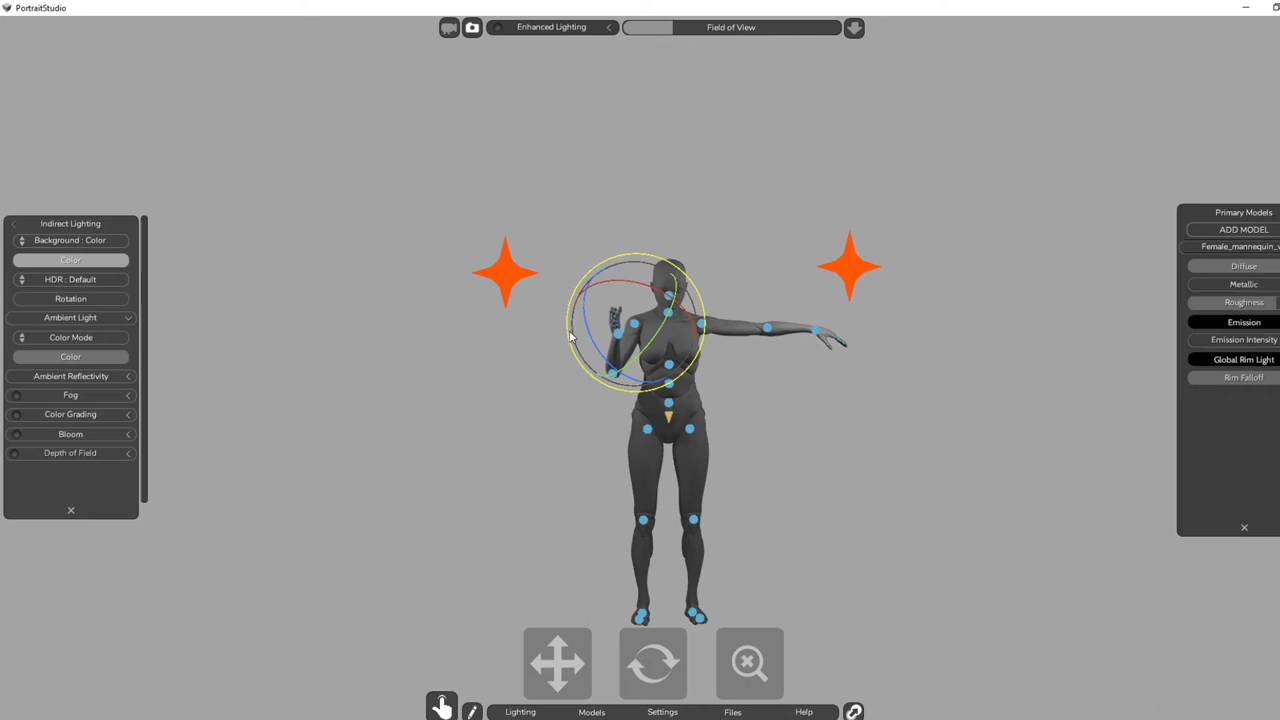 PortraitStudio
Enhanced Lighting
Field of View
Indirect Lighting
Background : Color
Color
HDR : Default
Rotation
Ambient Light
Color Mode
Color
Ambient Reflectivity
Fog
Color Grading
Bloom
Depth of Field
Primary Models
ADD MODEL
Female_mannequin_v
Diffuse
Metallic
Roughness
Emission
Emission Intensity
Global Rim Light
Rim Falloff
Lighting
Models
Settings
Files
Help